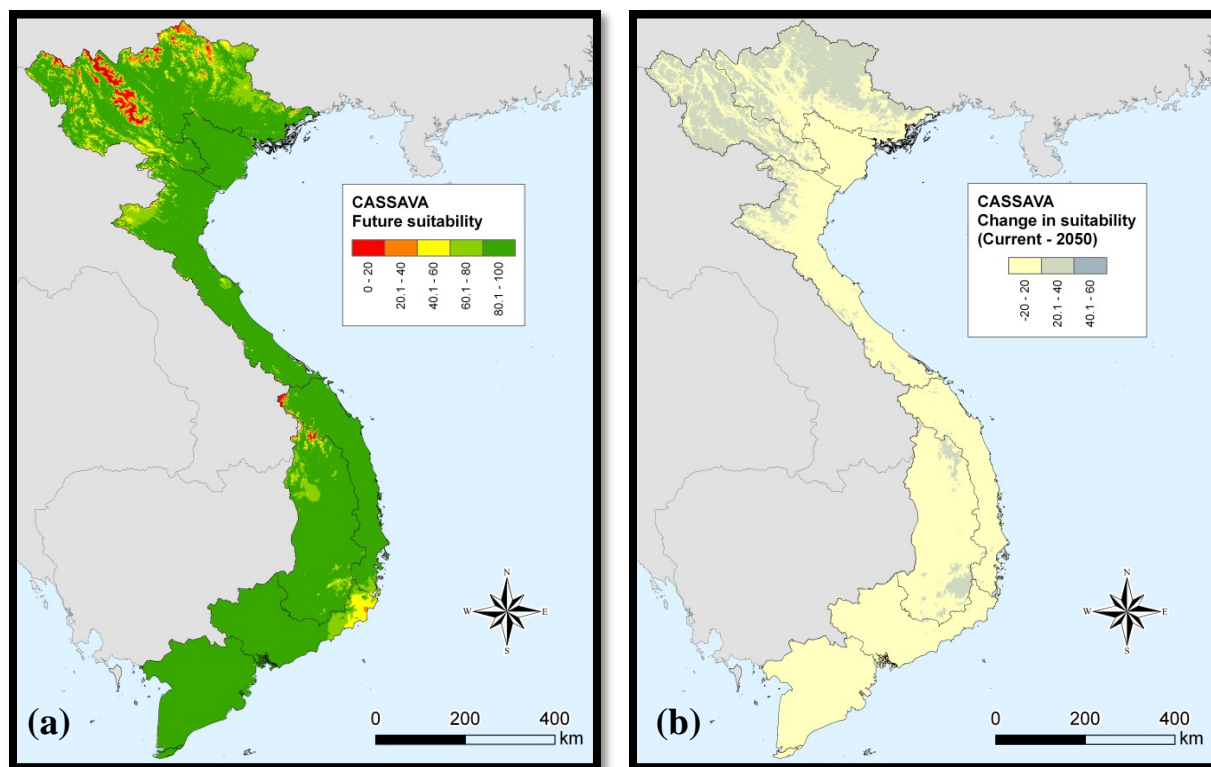 CASSAVA
Future suitability
0 - 20
20.1 - 40
40.1 - 60
60.1 - 80
80.1 - 100
N
W
E
S
(a)
0
200
400
km
CASSAVA
Change in suitability
(Current - 2050)
-20 - 20
20.1 - 40
40.1 - 60
N
W
E
S
(b)
0
200
400
km